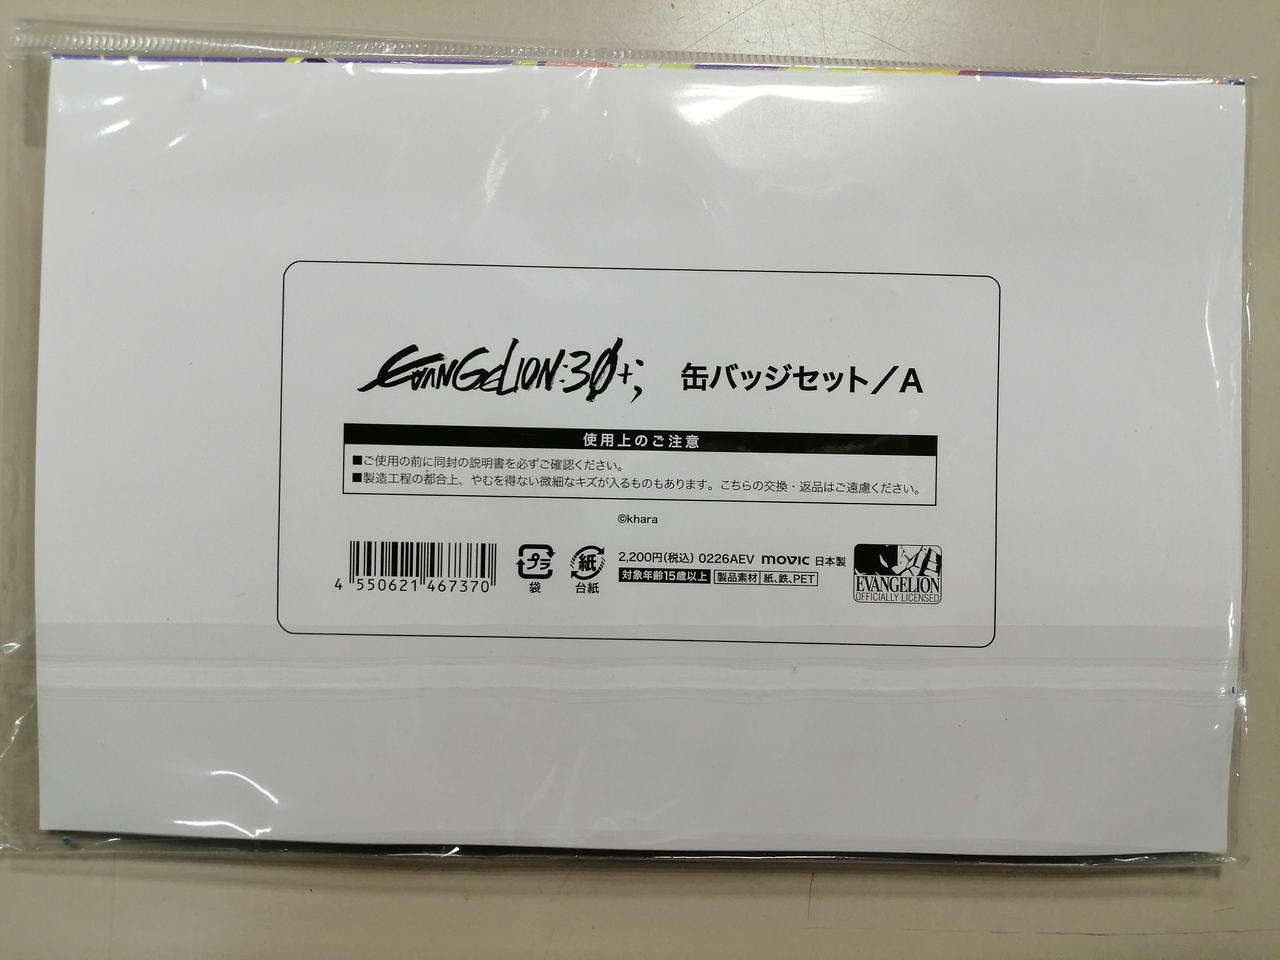 EVANGELION:30+; 缶バッジセット/A
使用上のご注意
■ご使用の前に同封の説明書を必ずご確認ください。
■製造工程の都合上、やむを得ない微細なキズが入るものもあります。こちらの交換・返品はご遠慮ください。
©khara
4 550621 467370
プラ
袋
紙
台紙
2,200円(税込) 0226AEV movic 日本製
対象年齢15歳以上 製品素材 紙、鉄、PET
EVANGELION
OFFICIALLY LICENSED